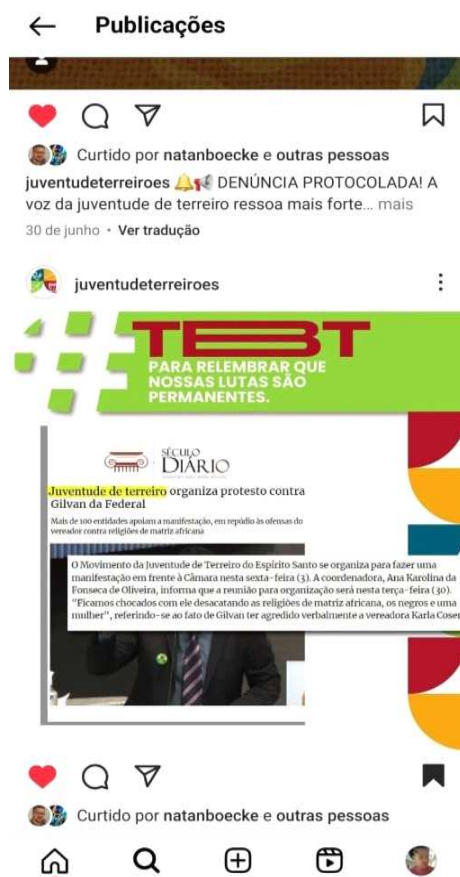 Publicações
Curtido por natanboecke e outras pessoas
juventudeterreiroes 🔔📢 DENÚNCIA PROTOCOLADA! A
voz da juventude de terreiro ressoa mais forte... mais
30 de junho • Ver tradução
juventudeterreiroes
#TEBT
PARA RELEMBRAR QUE
NOSSAS LUTAS SÃO
PERMANENTES.
SÉCULO
DIÁRIO
Juventude de terreiro organiza protesto contra
Gilvan da Federal
Mais de 100 entidades apoiam a manifestação, em repúdio às ofensas do
vereador contra religiões de matriz africana
O Movimento da Juventude de Terreiro do Espírito Santo se organiza para fazer uma
manifestação em frente à Câmara nesta sexta-feira (3). A coordenadora, Ana Karolina da
Fonseca de Oliveira, informa que a reunião para organização será nesta terça-feira (30).
"Ficamos chocados com ele desacatando as religiões de matriz africana, os negros e uma
mulher", referindo-se ao fato de Gilvan ter agredido verbalmente a vereadora Karla Coser
Curtido por natanboecke e outras pessoas